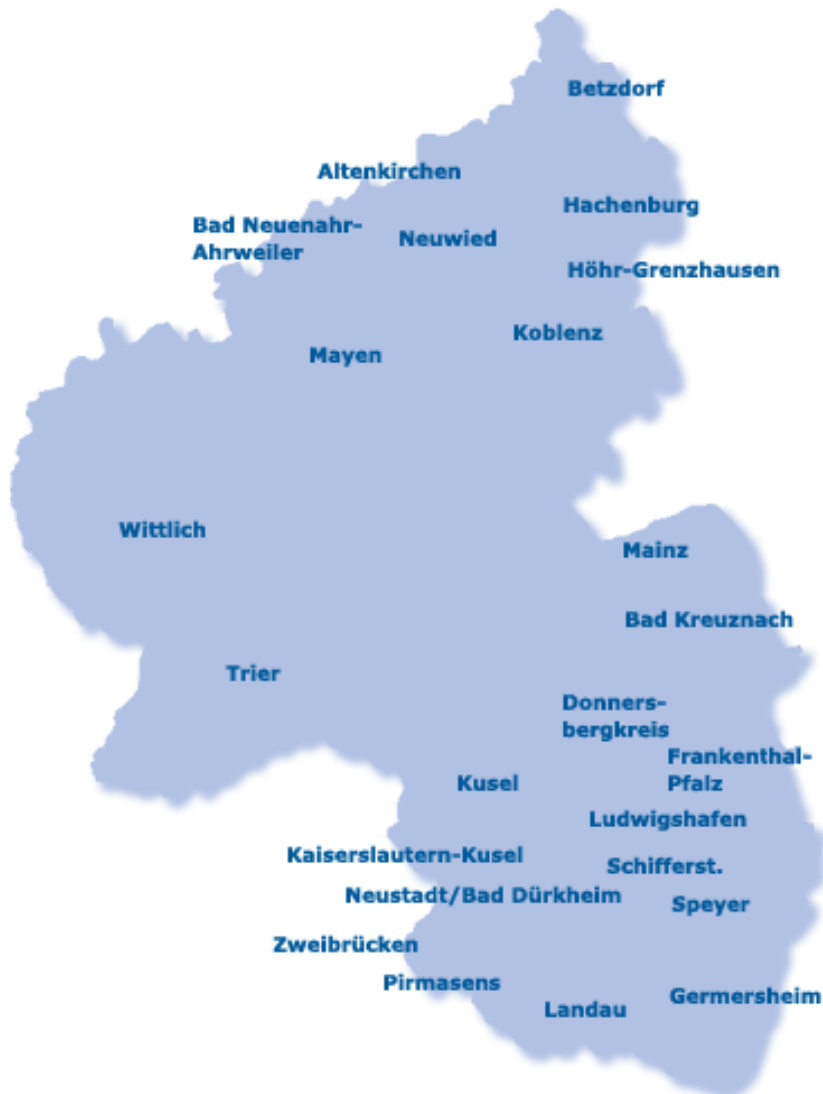 Betzdorf
Altenkirchen
Hachenburg
Bad Neuenahr-
Ahrweiler
Neuwied
Höhr-Grenzhausen
Koblenz
Mayen
Wittlich
Mainz
Bad Kreuznach
Trier
Donners-
bergkreis
Frankenthal-
Pfalz
Kusel
Ludwigshafen
Kaiserslautern-Kusel
Schifferst.
Neustadt/Bad Dürkheim
Speyer
Zweibrücken
Pirmasens
Germersheim
Landau